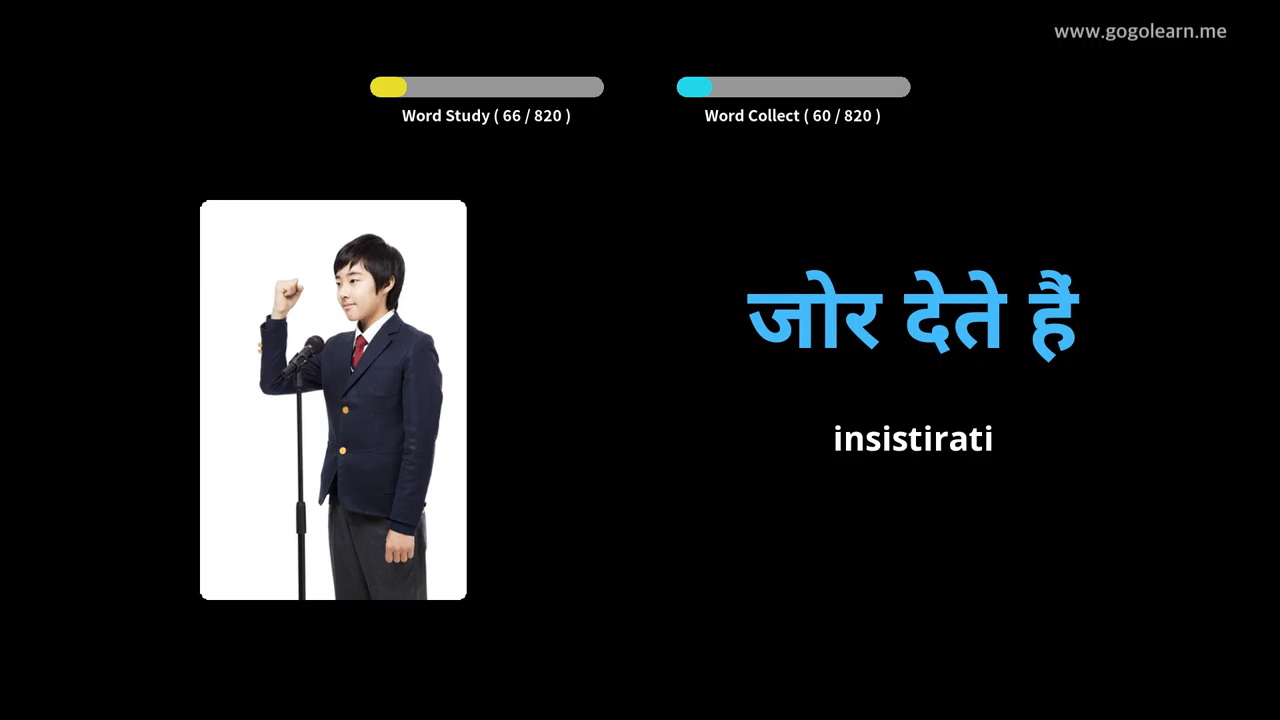 www.gogolearn.me
Word Study ( 66 / 820 )
Word Collect ( 60 / 820 )
जोर देते हैं
insistirati